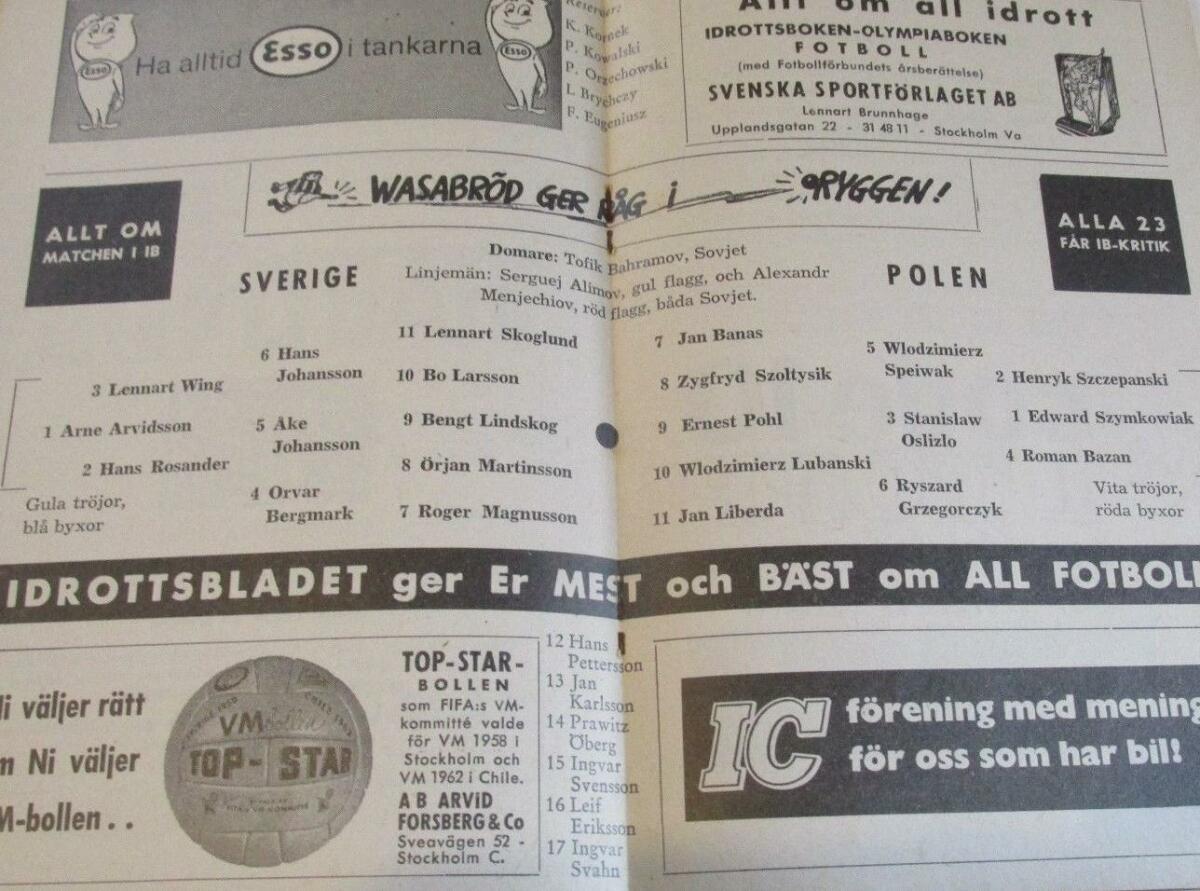 Ha alltid Esso i tankarna
Esso
Esso
Reserver:
K. Kornek
P. Kowalski
P. Orzechowski
L Brychczy
F. Eugeniusz
Allt om all idrott
IDROTTSBOKEN-OLYMPIABOKEN
FOTBOLL
(med Fotbollförbundets årsberättelse)
SVENSKA SPORTFÖRLAGET AB
Lennart Brunnhage
Upplandsgatan 22 - 31 48 11 - Stockholm Va
WASABRÖD GER RÅG I RYGGEN!
ALLT OM
MATCHEN I IB
ALLA 23
FÅR IB-KRITIK
Domare: Tofik Bahramov, Sovjet
Linjemän: Serguej Alimov, gul flagg, och Alexandr
Menjechiov, röd flagg, båda Sovjet.
SVERIGE
11 Lennart Skoglund
6 Hans
Johansson
3 Lennart Wing
10 Bo Larsson
1 Arne Arvidsson
5 Åke
Johansson
9 Bengt Lindskog
2 Hans Rosander
8 Örjan Martinsson
4 Orvar
Bergmark
7 Roger Magnusson
Gula tröjor,
blå byxor
POLEN
7 Jan Banas
5 Wlodzimierz
Speiwak
8 Zygfryd Szoltysik
2 Henryk Szczepanski
9 Ernest Pohl
3 Stanislaw
Oslizlo
1 Edward Szymkowiak
10 Wlodzimierz Lubanski
4 Roman Bazan
6 Ryszard
Grzegorczyk
11 Jan Liberda
Vita tröjor,
röda byxor
IDROTTSBLADET ger Er MEST och BÄST om ALL FOTBOLL
Ni väljer rätt
Ni väljer
VM-bollen . .
VM bollen
TOP-STAR
TOP-STAR-
BOLLEN
som FIFA:s VM-
kommitté valde
för VM 1958 i
Stockholm och
VM 1962 i Chile.
AB ARVID
FORSBERG & Co
Sveavägen 52 -
Stockholm C.
12 Hans
Pettersson
13 Jan
Karlsson
14 Prawitz
Öberg
15 Ingvar
Svensson
16 Leif
Eriksson
17 Ingvar
Svahn
IC förening med mening
för oss som har bil!